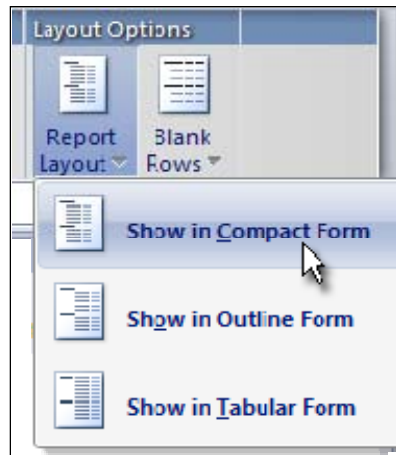 Layout Options
Report Layout
Blank Rows
Show in Compact Form
Show in Outline Form
Show in Tabular Form